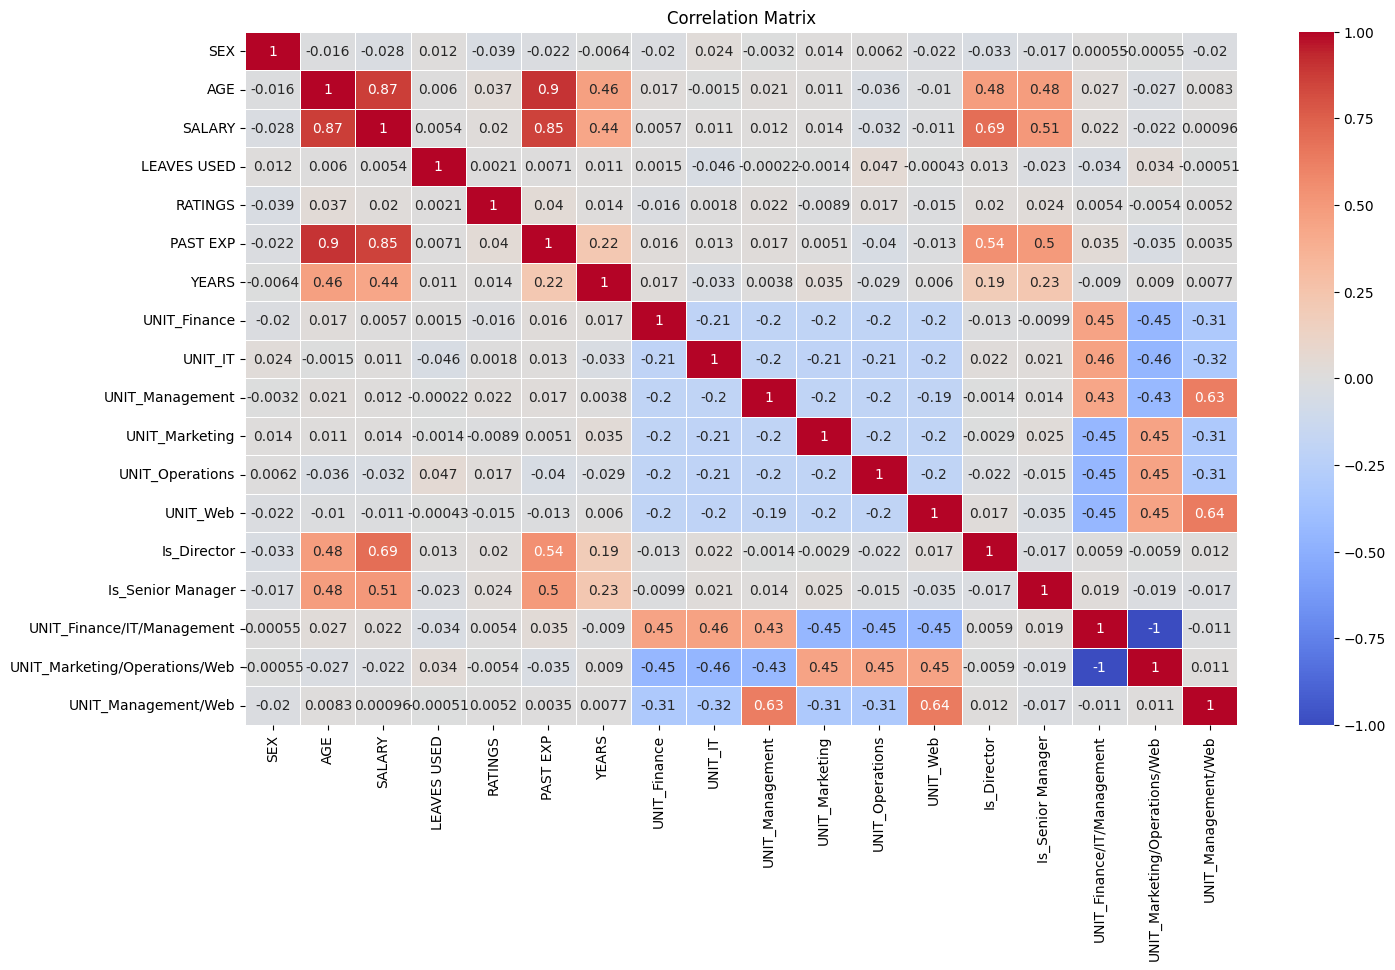 Correlation Matrix
SEX 1 -0.016 -0.028 0.012 -0.039 -0.022 -0.0064 -0.02 0.024 -0.0032 0.014 0.0062 -0.022 -0.033 -0.017 0.00055 -0.00055 -0.02
AGE -0.016 1 0.87 0.006 0.037 0.9 0.46 0.017 -0.0015 0.021 0.011 -0.036 -0.01 0.48 0.48 0.027 -0.027 0.0083
SALARY -0.028 0.87 1 0.0054 0.02 0.85 0.44 0.0057 0.011 0.012 0.014 -0.032 -0.011 0.69 0.51 0.022 -0.022 0.00096
LEAVES USED 0.012 0.006 0.0054 1 0.0021 0.0071 0.011 0.0015 -0.046 -0.00022 -0.0014 0.047 -0.00043 0.013 -0.023 -0.034 0.034 -0.00051
RATINGS -0.039 0.037 0.02 0.0021 1 0.04 0.014 -0.016 0.0018 0.022 -0.0089 0.017 -0.015 0.02 0.024 0.0054 -0.0054 0.0052
PAST EXP -0.022 0.9 0.85 0.0071 0.04 1 0.22 0.016 0.013 0.017 0.0051 -0.04 -0.013 0.54 0.5 0.035 -0.035 0.0035
YEARS -0.0064 0.46 0.44 0.011 0.014 0.22 1 0.017 -0.033 0.0038 0.035 -0.029 0.006 0.19 0.23 -0.009 0.009 0.0077
UNIT_Finance -0.02 0.017 0.0057 0.0015 -0.016 0.016 0.017 1 -0.21 -0.2 -0.2 -0.2 -0.2 -0.013 -0.0099 0.45 -0.45 -0.31
UNIT_IT 0.024 -0.0015 0.011 -0.046 0.0018 0.013 -0.033 -0.21 1 -0.2 -0.21 -0.21 -0.2 0.022 0.021 0.46 -0.46 -0.32
UNIT_Management -0.0032 0.021 0.012 -0.00022 0.022 0.017 0.0038 -0.2 -0.2 1 -0.2 -0.2 -0.19 -0.0014 0.014 0.43 -0.43 0.63
UNIT_Marketing 0.014 0.011 0.014 -0.0014 -0.0089 0.0051 0.035 -0.2 -0.21 -0.2 1 -0.2 -0.2 -0.0029 0.025 -0.45 0.45 -0.31
UNIT_Operations 0.0062 -0.036 -0.032 0.047 0.017 -0.04 -0.029 -0.2 -0.21 -0.2 -0.2 1 -0.2 -0.022 -0.015 -0.45 0.45 -0.31
UNIT_Web -0.022 -0.01 -0.011 -0.00043 -0.015 -0.013 0.006 -0.2 -0.2 -0.19 -0.2 -0.2 1 0.017 -0.035 -0.45 0.45 0.64
Is_Director -0.033 0.48 0.69 0.013 0.02 0.54 0.19 -0.013 0.022 -0.0014 -0.0029 -0.022 0.017 1 -0.017 0.0059 -0.0059 0.012
Is_Senior Manager -0.017 0.48 0.51 -0.023 0.024 0.5 0.23 -0.0099 0.021 0.014 0.025 -0.015 -0.035 -0.017 1 0.019 -0.019 -0.017
UNIT_Finance/IT/Management 0.00055 0.027 0.022 -0.034 0.0054 0.035 -0.009 0.45 0.46 0.43 -0.45 -0.45 -0.45 0.0059 0.019 1 -1 -0.011
UNIT_Marketing/Operations/Web -0.00055 -0.027 -0.022 0.034 -0.0054 -0.035 0.009 -0.45 -0.46 -0.43 0.45 0.45 0.45 -0.0059 -0.019 -1 1 0.011
UNIT_Management/Web -0.02 0.0083 0.00096 -0.00051 0.0052 0.0035 0.0077 -0.31 -0.32 0.63 -0.31 -0.31 0.64 0.012 -0.017 -0.011 0.011 1
SEX
AGE
SALARY
LEAVES USED
RATINGS
PAST EXP
YEARS
UNIT_Finance
UNIT_IT
UNIT_Management
UNIT_Marketing
UNIT_Operations
UNIT_Web
Is_Director
Is_Senior Manager
UNIT_Finance/IT/Management
UNIT_Marketing/Operations/Web
UNIT_Management/Web
1.00
0.75
0.50
0.25
0.00
−0.25
−0.50
−0.75
−1.00